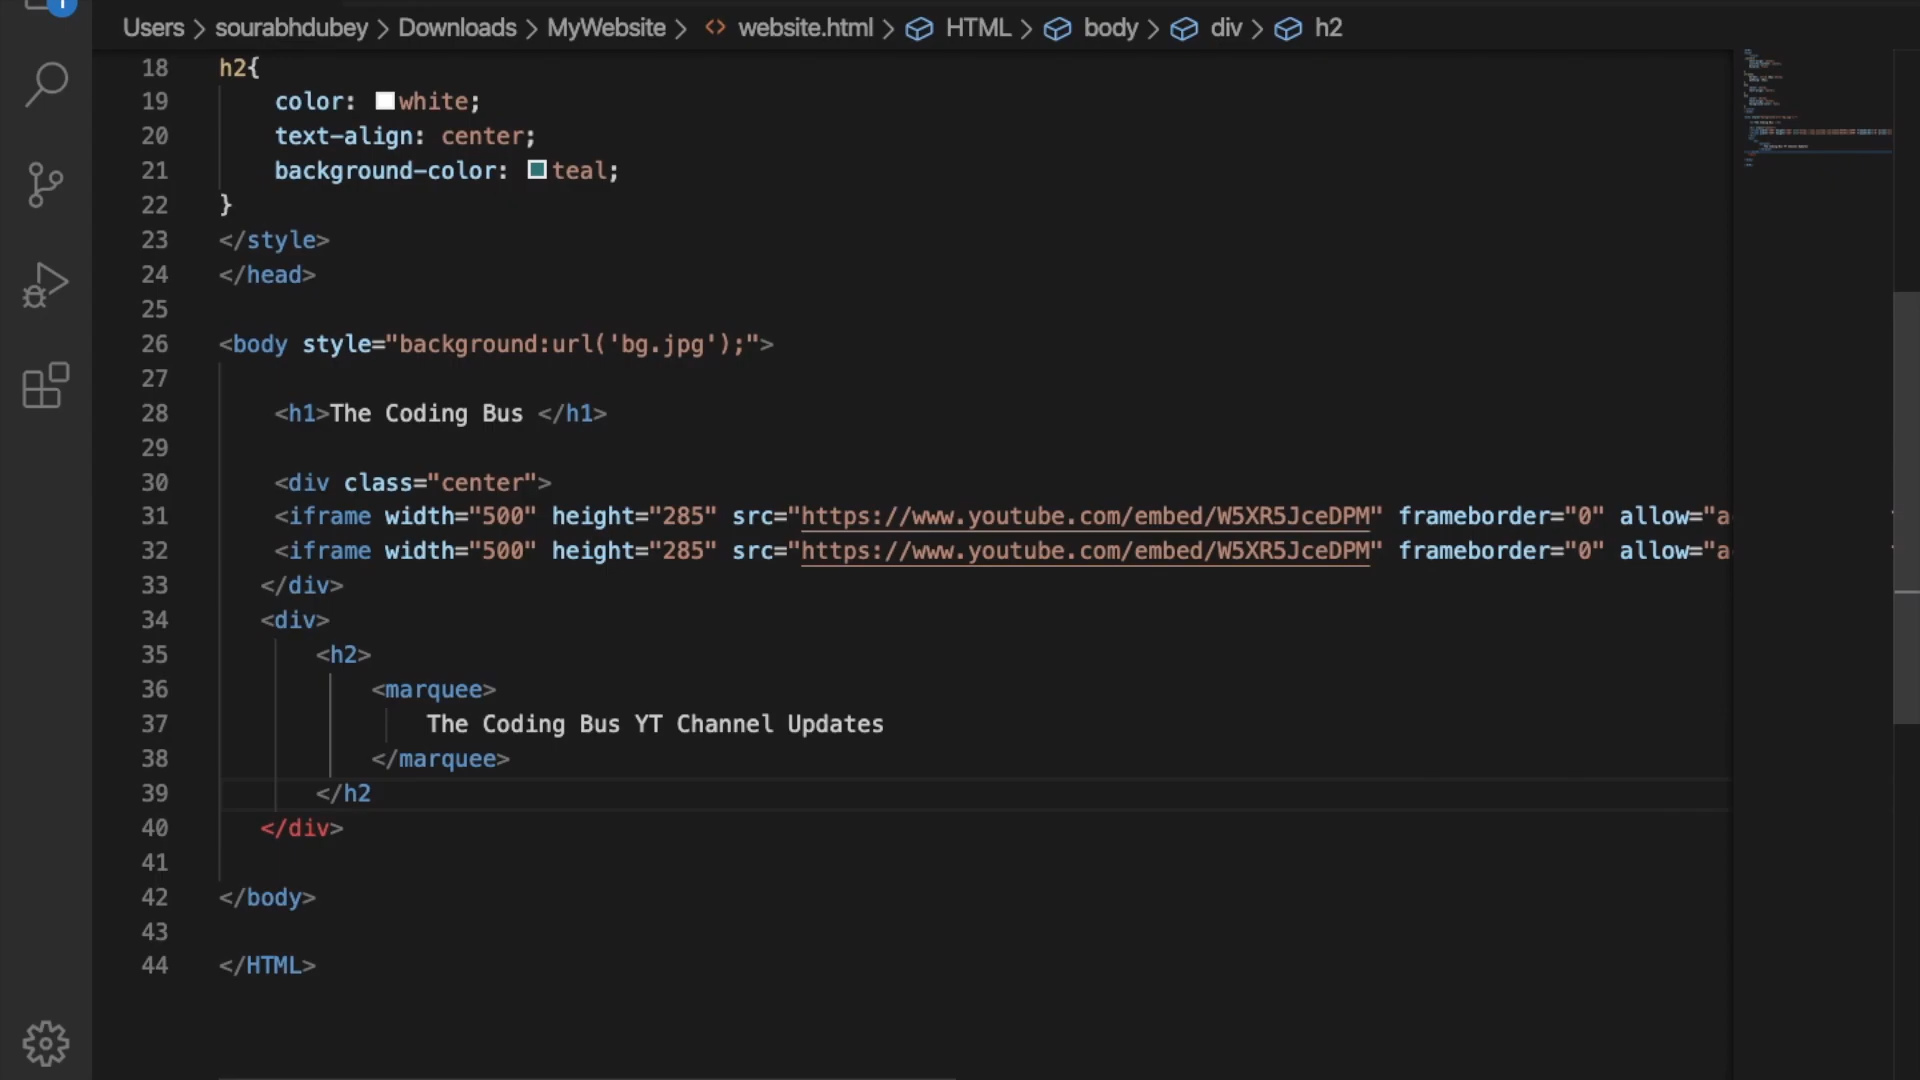 Users > sourabhdubey > Downloads > MyWebsite > website.html > HTML > body > div > h2
18 h2{
19 color: white;
20 text-align: center;
21 background-color: teal;
22 }
23 </style>
24 </head>
25
26 <body style="background:url('bg.jpg');">
27
28 <h1>The Coding Bus </h1>
29
30 <div class="center">
31 <iframe width="500" height="285" src="https://www.youtube.com/embed/W5XR5JceDPM" frameborder="0" allow="a
32 <iframe width="500" height="285" src="https://www.youtube.com/embed/W5XR5JceDPM" frameborder="0" allow="a
33 </div>
34 <div>
35 <h2>
36 <marquee>
37 The Coding Bus YT Channel Updates
38 </marquee>
39 </h2
40 </div>
41
42 </body>
43
44 </HTML>